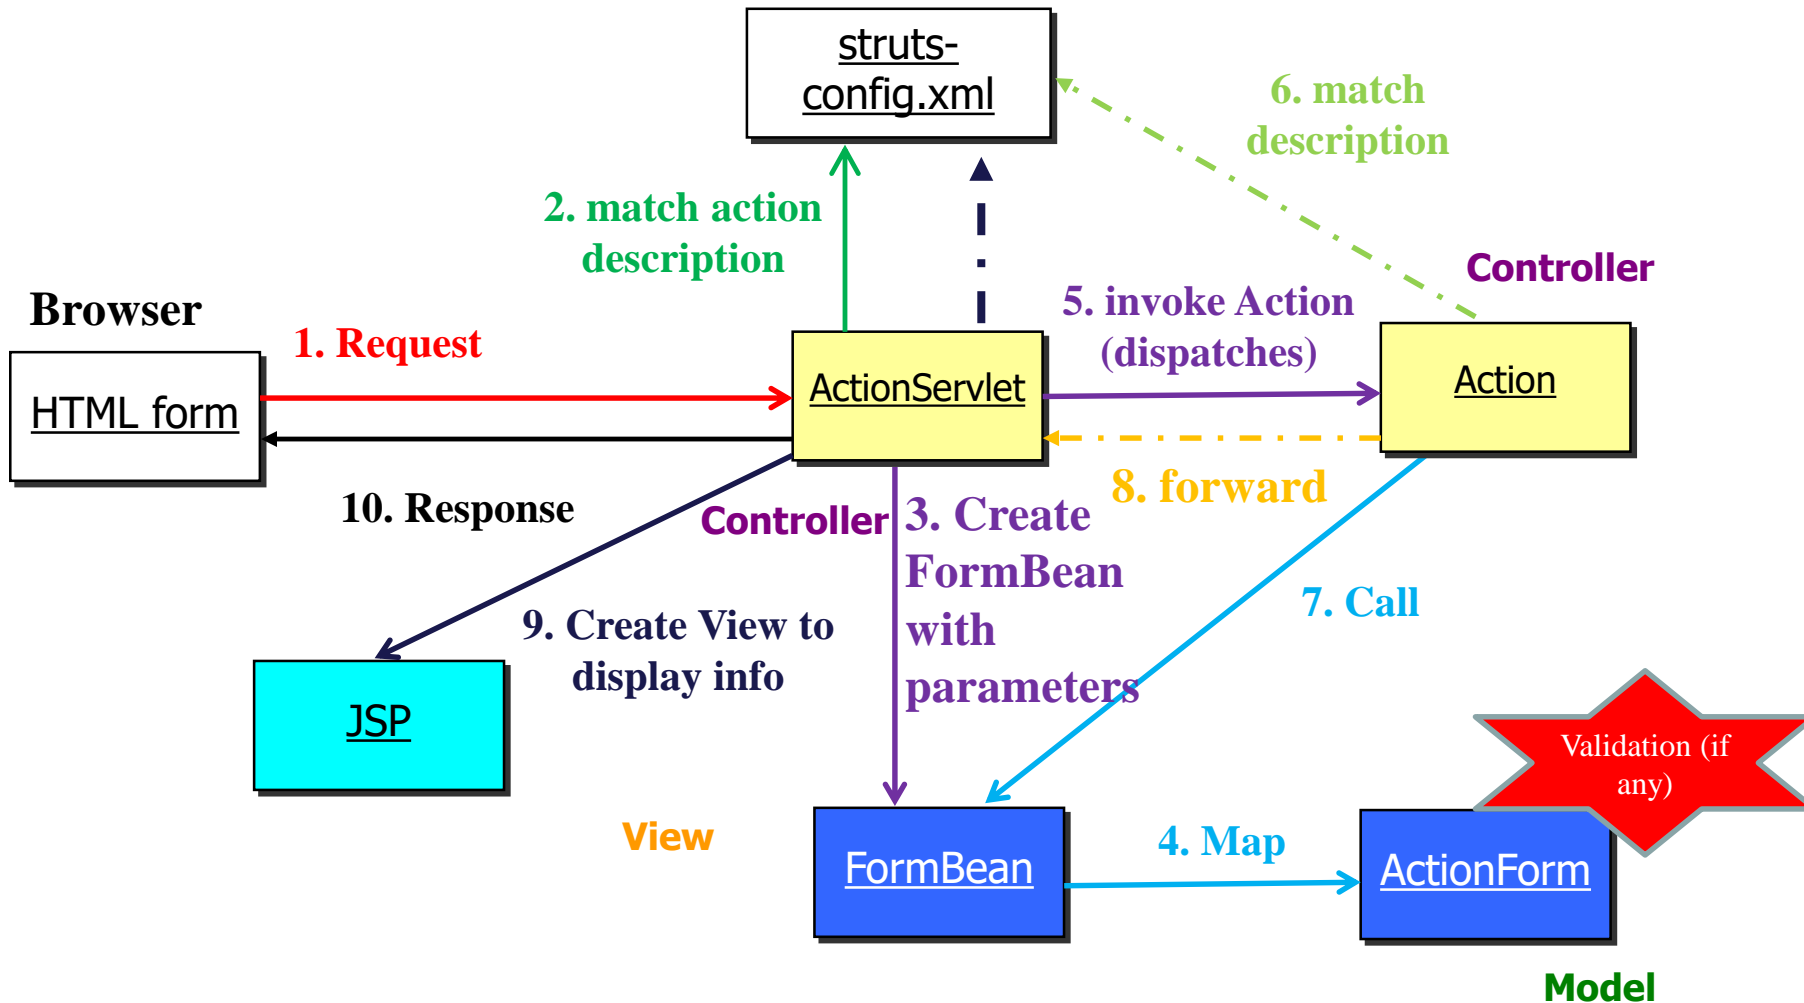 struts-
config.xml
6. match
description
2. match action
description
Controller
Browser
1. Request
5. invoke Action
(dispatches)
HTML form
ActionServlet
Action
10. Response
Controller
8. forward
3. Create
FormBean
with
parameters
7. Call
9. Create View to
display info
JSP
Validation (if
any)
View
4. Map
FormBean
ActionForm
Model